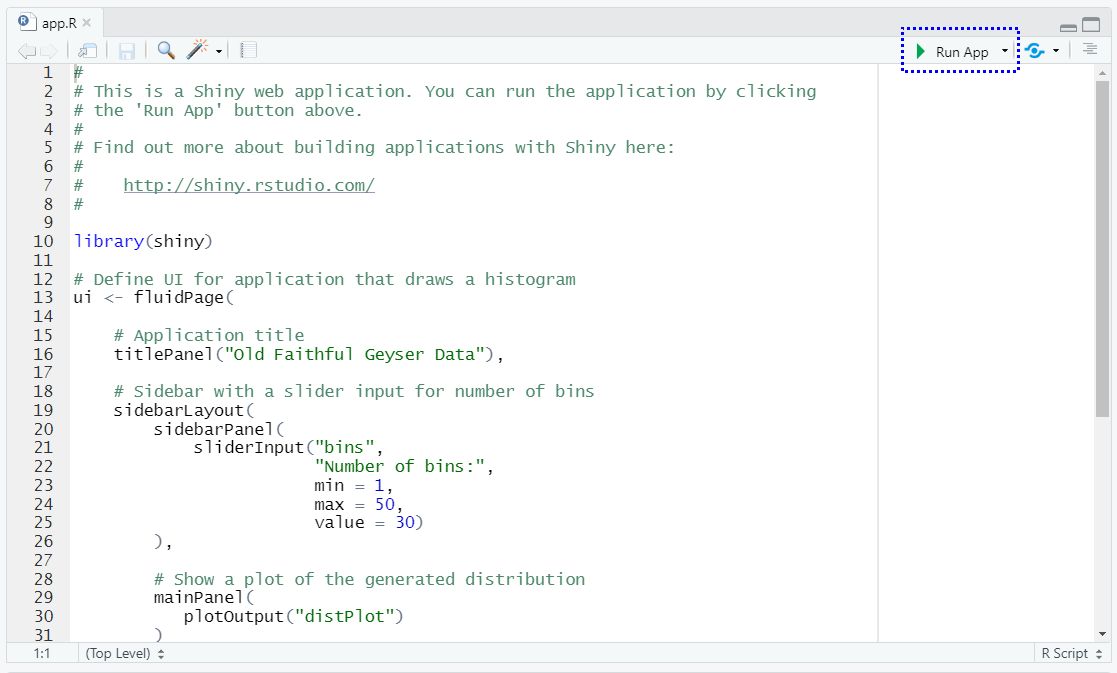 app.R
Run App
1 #
2 # This is a Shiny web application. You can run the application by clicking
3 # the 'Run App' button above.
4 #
5 # Find out more about building applications with Shiny here:
6 #
7 #    http://shiny.rstudio.com/
8 #
9
10 library(shiny)
11
12 # Define UI for application that draws a histogram
13 ui <- fluidPage(
14
15     # Application title
16     titlePanel("Old Faithful Geyser Data"),
17
18     # Sidebar with a slider input for number of bins
19     sidebarLayout(
20         sidebarPanel(
21             sliderInput("bins",
22                         "Number of bins:",
23                         min = 1,
24                         max = 50,
25                         value = 30)
26         ),
27
28         # Show a plot of the generated distribution
29         mainPanel(
30            plotOutput("distPlot")
31         )
1:1 (Top Level) R Script